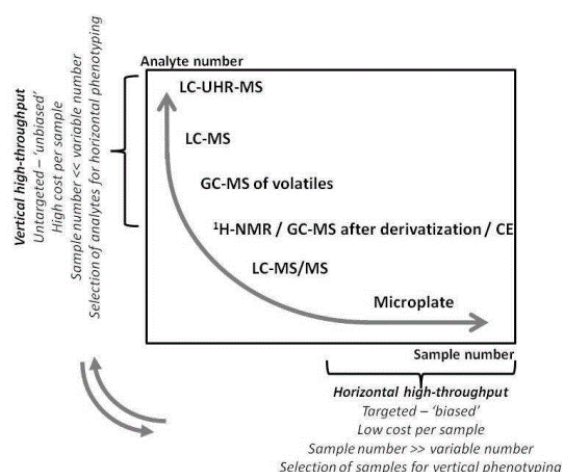 Analyte number
LC-UHR-MS
LC-MS
GC-MS of volatiles
¹H-NMR / GC-MS after derivatization / CE
LC-MS/MS
Microplate
Sample number
Vertical high-throughput
Untargeted – 'unbiased'
High cost per sample
Sample number << variable number
Selection of analytes for horizontal phenotyping
Horizontal high-throughput
Targeted – 'biased'
Low cost per sample
Sample number >> variable number
Selection of samples for vertical phenotyping